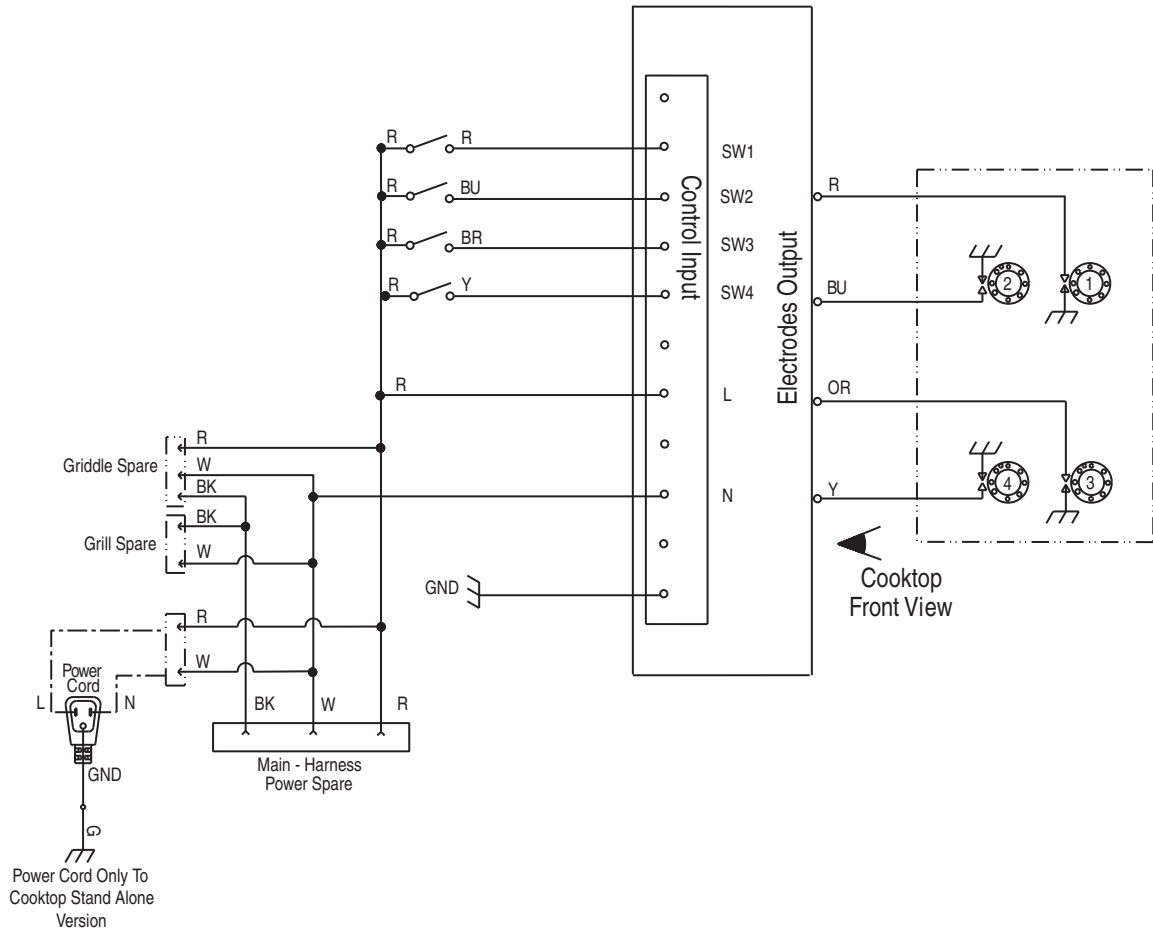 R
R
SW1
R
BU
SW2
R
R
BR
SW3
R
Y
SW4
Control Input
Electrodes Output
2
1
BU
R
L
OR
Griddle Spare
R
W
BK
Grill Spare
BK
W
N
Y
4
3
Cooktop
Front View
GND
R
W
Power
Cord
L
N
BK
W
R
Main - Harness
Power Spare
GND
G
Power Cord Only To
Cooktop Stand Alone
Version